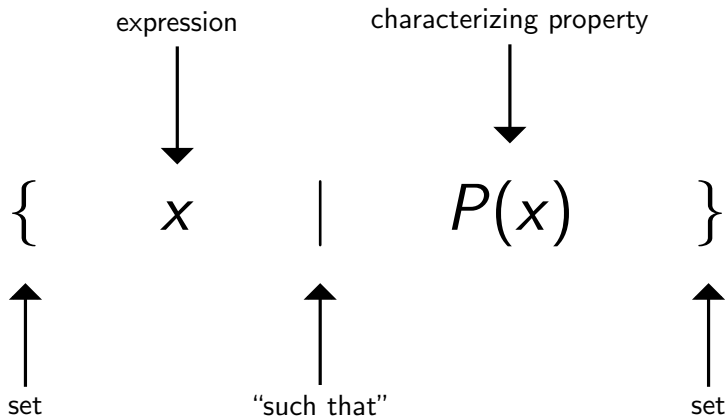 expression characterizing property
{ x | P(x) }
set “such that” set